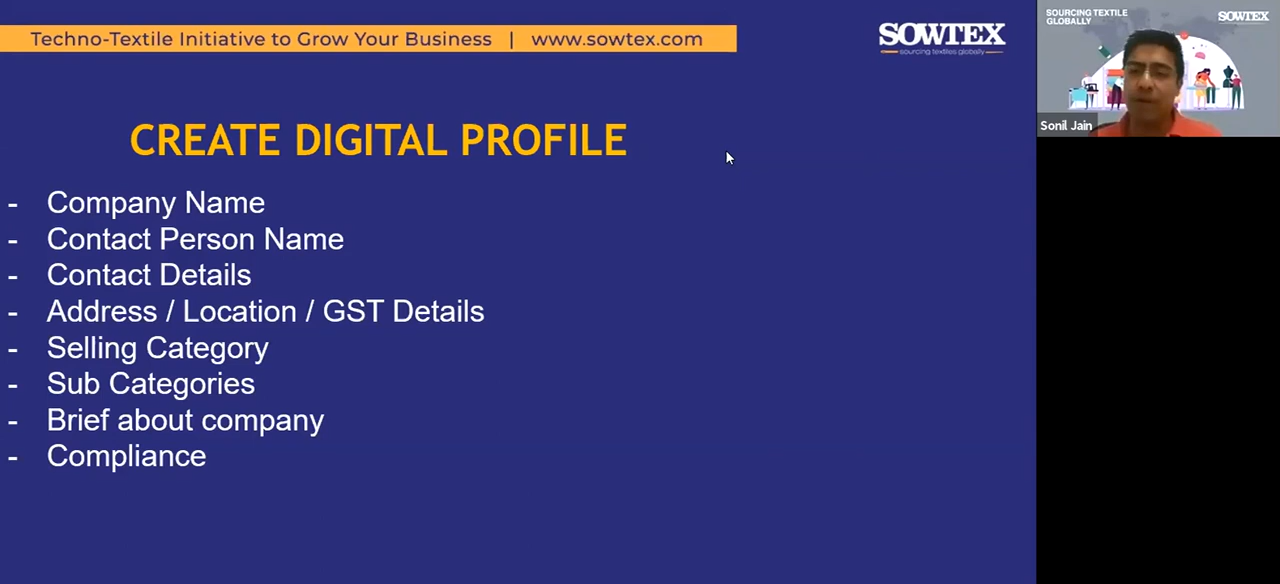 Techno-Textile Initiative to Grow Your Business | www.sowtex.com
SOWTEX
sourcing textiles globally
SOURCING TEXTILE
GLOBALLY
SOWTEX
Sonil Jain
CREATE DIGITAL PROFILE
- Company Name
- Contact Person Name
- Contact Details
- Address / Location / GST Details
- Selling Category
- Sub Categories
- Brief about company
- Compliance